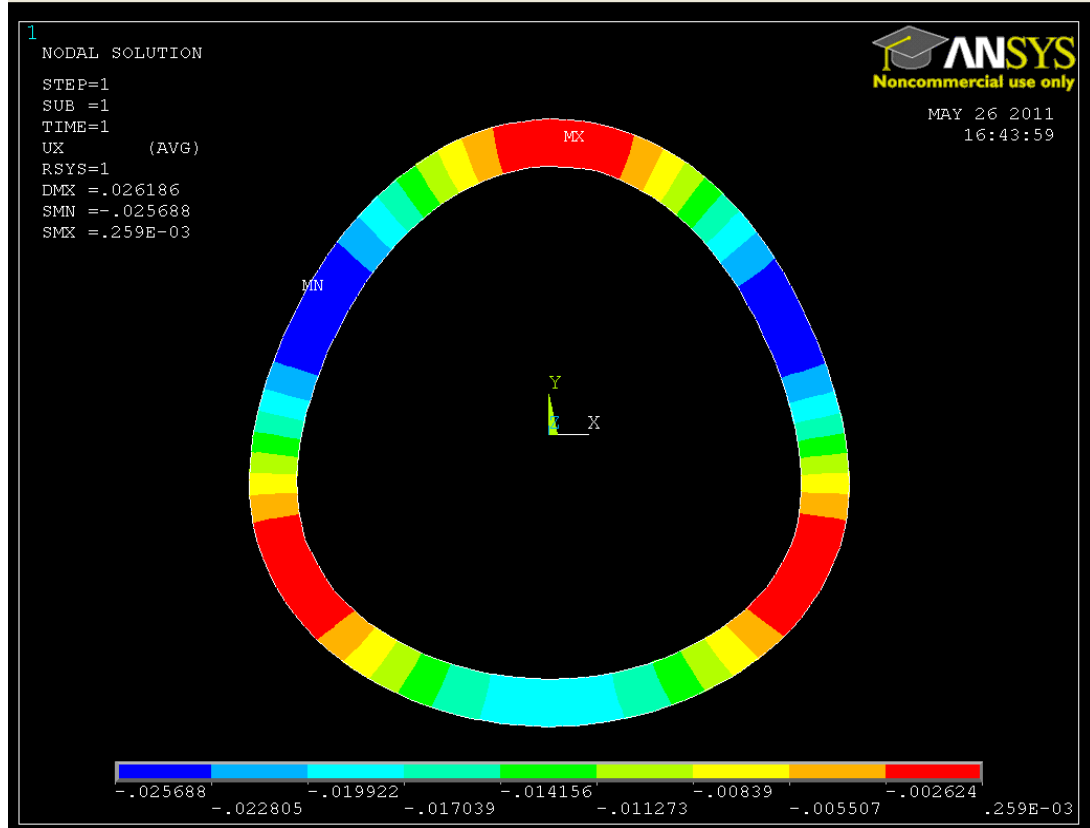 1
NODAL SOLUTION
STEP=1
SUB =1
TIME=1
UX (AVG)
RSYS=1
DMX =.026186
SMN =-.025688
SMX =.259E-03
ANSYS
Noncommercial use only
MAY 26 2011
16:43:59
MX
MN
Y
Z X
-.025688 -.019922 -.014156 -.00839 -.002624
-.022805 -.017039 -.011273 -.005507 .259E-03